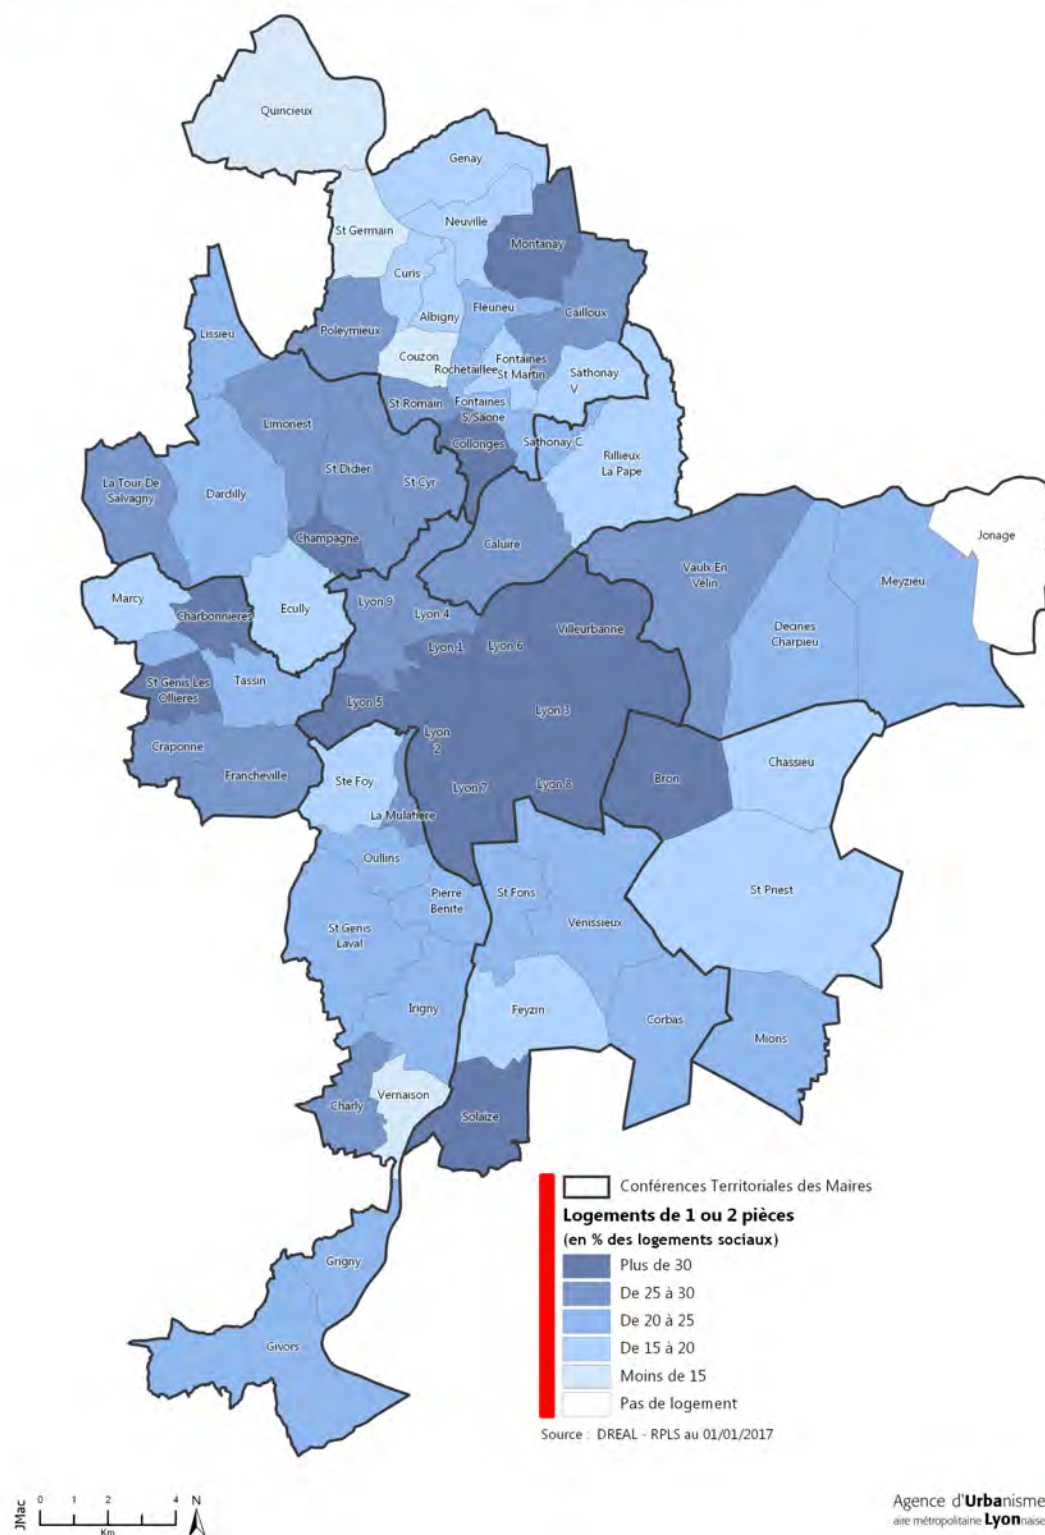 Quincieux
Genay
Neuville
St Germain
Montanay
Curis
Fleurieu
Albigny
Cailloux
Lissieu
Poleymieux
Couzon
Rochetaillee
Fontaines
St Martin
Sathonay
V
St Romain
Fontaines
S/Saone
Limonest
Collonges
Sathonay C
Rillieux
La Pape
St Didier
St Cyr
La Tour De
Salvagny
Dardilly
Champagne
Caluire
Jonage
Vaulx En
Velin
Meyzieu
Marcy
Charbonnieres
Ecully
Lyon 9
Lyon 4
Villeurbanne
Decines
Charpieu
Lyon 1
Lyon 6
St Genis Les
Ollieres
Tassin
Lyon 5
Lyon 3
Craponne
Lyon
2
Francheville
Ste Foy
Lyon 7
Lyon 8
Bron
Chassieu
La Mulatiere
Oullins
St Fons
Pierre
Benite
St Priest
Venissieux
St Genis
Laval
Irigny
Feyzin
Corbas
Mions
Charly
Vernaison
Solaize
Grigny
Givors
Conférences Territoriales des Maires
Logements de 1 ou 2 pièces
(en % des logements sociaux)
Plus de 30
De 25 à 30
De 20 à 25
De 15 à 20
Moins de 15
Pas de logement
Source : DREAL - RPLS au 01/01/2017
JMac
0 1 2 4
Km
N
Agence d'Urbanisme
aire métropolitaine Lyonnaise